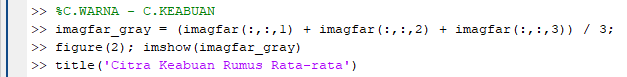 >> %C.WARNA - C.KEABUAN
>> imagfar_gray = (imagfar(:,:,1) + imagfar(:,:,2) + imagfar(:,:,3)) / 3;
>> figure(2); imshow(imagfar_gray)
>> title('Citra Keabuan Rumus Rata-rata')